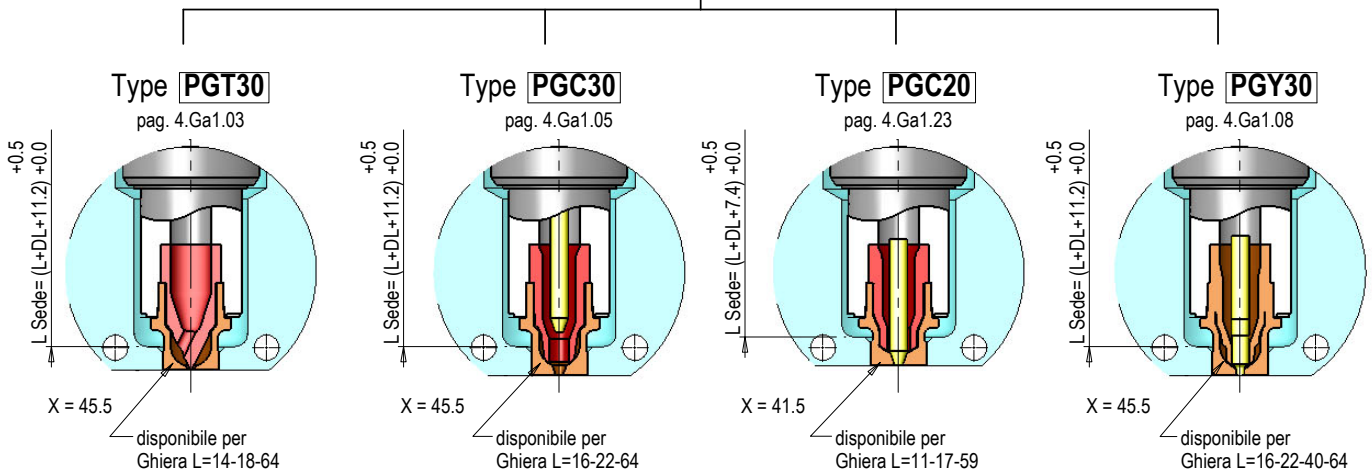 Type PGT30
pag. 4.Ga1.03
L Sede= (L+DL+11.2) +0.5 +0.0
X = 45.5
disponibile per
Ghiera L=14-18-64
Type PGC30
pag. 4.Ga1.05
L Sede= (L+DL+11.2) +0.5 +0.0
X = 45.5
disponibile per
Ghiera L=16-22-64
Type PGC20
pag. 4.Ga1.23
L Sede= (L+DL+7.4) +0.5 +0.0
X = 41.5
disponibile per
Ghiera L=11-17-59
Type PGY30
pag. 4.Ga1.08
L Sede= (L+DL+11.2) +0.5 +0.0
X = 45.5
disponibile per
Ghiera L=16-22-40-64